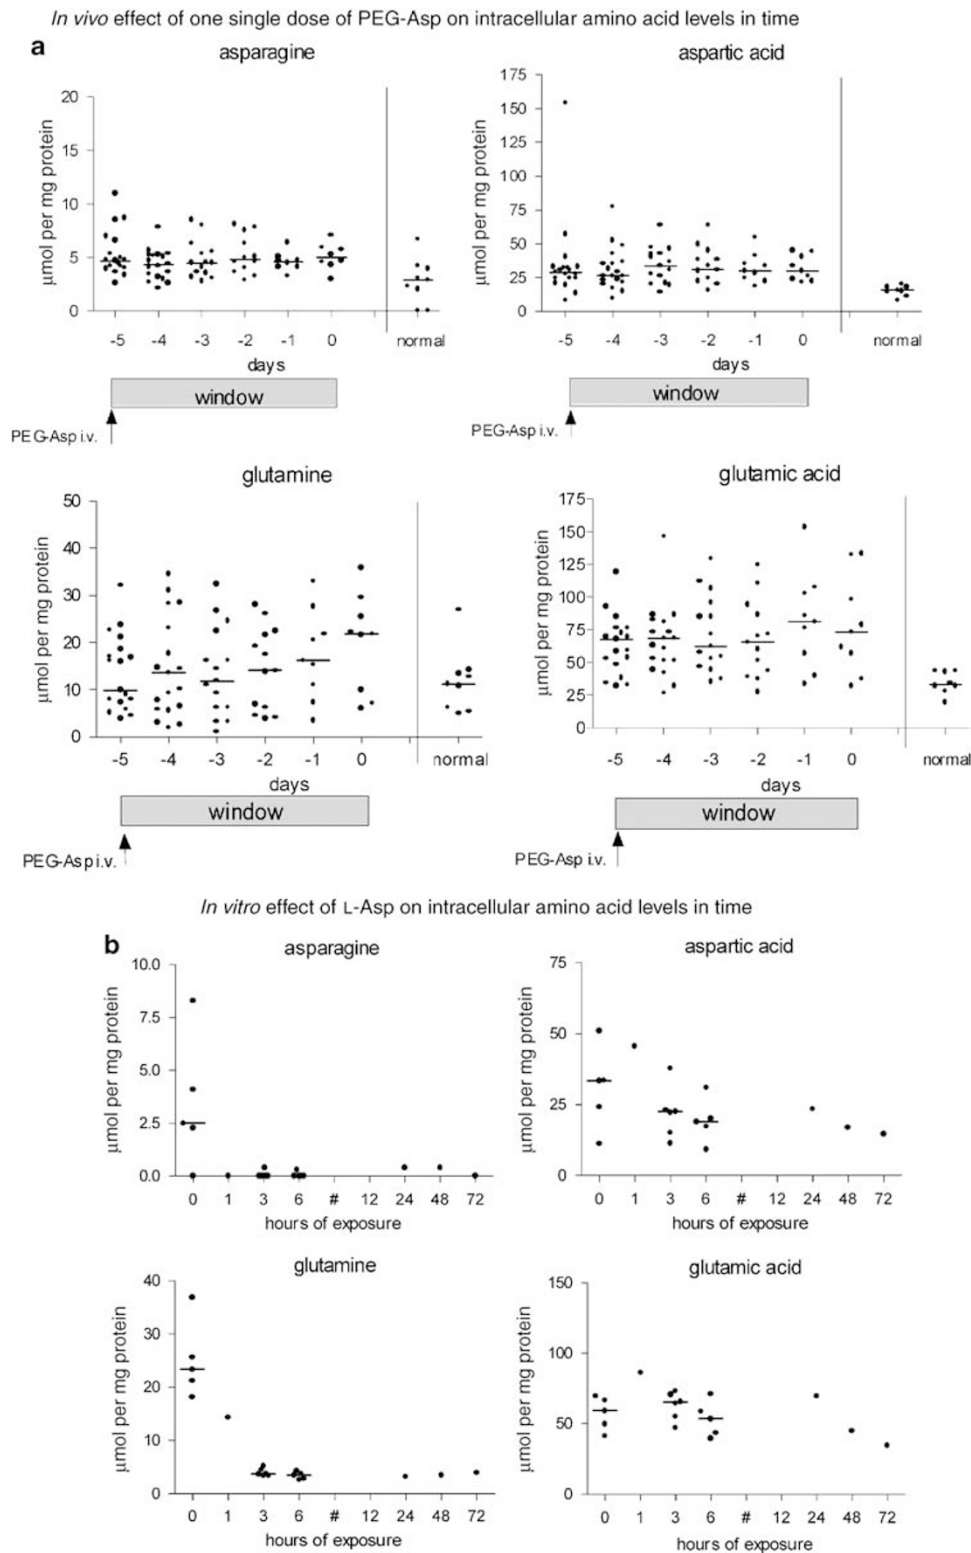 In vivo effect of one single dose of PEG-Asp on intracellular amino acid levels in time
a
asparagine
μmol per mg protein
20
15
10
5
0
-5 -4 -3 -2 -1 0 normal
days
window
PEG-Asp i.v.
aspartic acid
μmol per mg protein
175
150
125
100
75
50
25
0
-5 -4 -3 -2 -1 0 normal
days
window
PEG-Asp i.v.
glutamine
μmol per mg protein
50
40
30
20
10
0
-5 -4 -3 -2 -1 0 normal
days
window
PEG-Asp i.v.
glutamic acid
μmol per mg protein
175
150
125
100
75
50
25
0
-5 -4 -3 -2 -1 0 normal
days
window
PEG-Asp i.v.
In vitro effect of L-Asp on intracellular amino acid levels in time
b
asparagine
μmol per mg protein
10.0
7.5
5.0
2.5
0.0
0 1 3 6 # 12 24 48 72
hours of exposure
aspartic acid
μmol per mg protein
75
50
25
0
0 1 3 6 # 12 24 48 72
hours of exposure
glutamine
μmol per mg protein
40
30
20
10
0
0 1 3 6 # 12 24 48 72
hours of exposure
glutamic acid
μmol per mg protein
150
100
50
0
0 1 3 6 # 12 24 48 72
hours of exposure